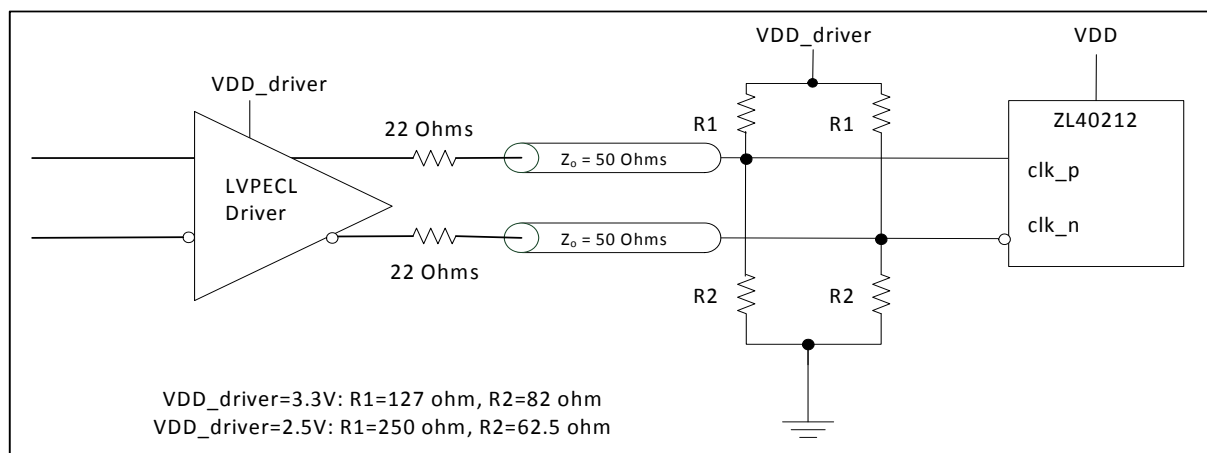 VDD_driver
VDD
VDD_driver
22 Ohms
R1
R1
ZL40212
Zₒ = 50 Ohms
clk_p
LVPECL
Driver
clk_n
Zₒ = 50 Ohms
22 Ohms
R2
R2
VDD_driver=3.3V: R1=127 ohm, R2=82 ohm
VDD_driver=2.5V: R1=250 ohm, R2=62.5 ohm